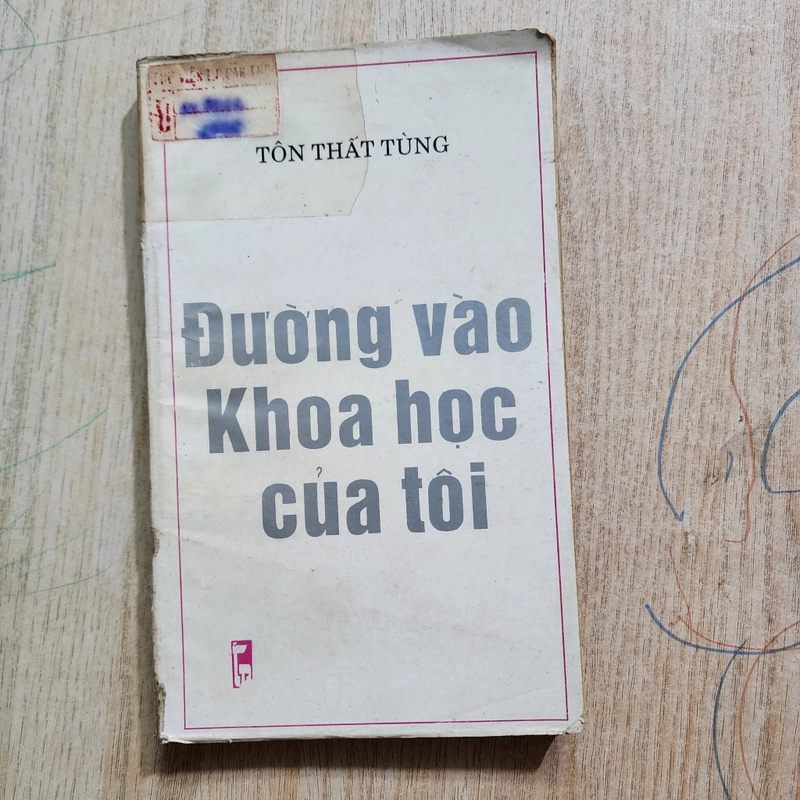 TÔN THẤT TÙNG
Đường vào
Khoa học
của tôi